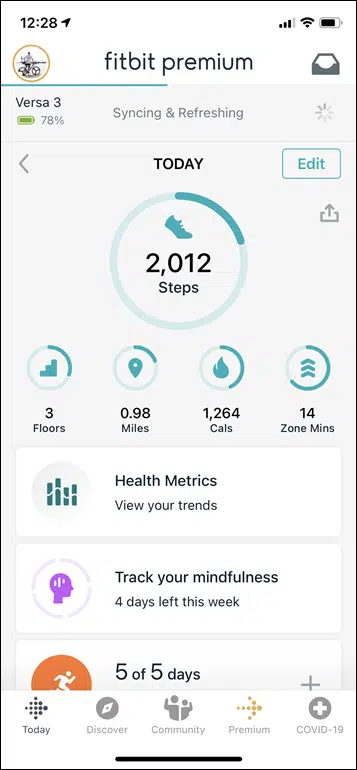 12:28
fitbit premium
Versa 3
78%
Syncing & Refreshing
TODAY
Edit
2,012
Steps
3
Floors
0.98
Miles
1,264
Cals
14
Zone Mins
Health Metrics
View your trends
Track your mindfulness
4 days left this week
5 of 5 days
Today
Discover
Community
Premium
COVID-19